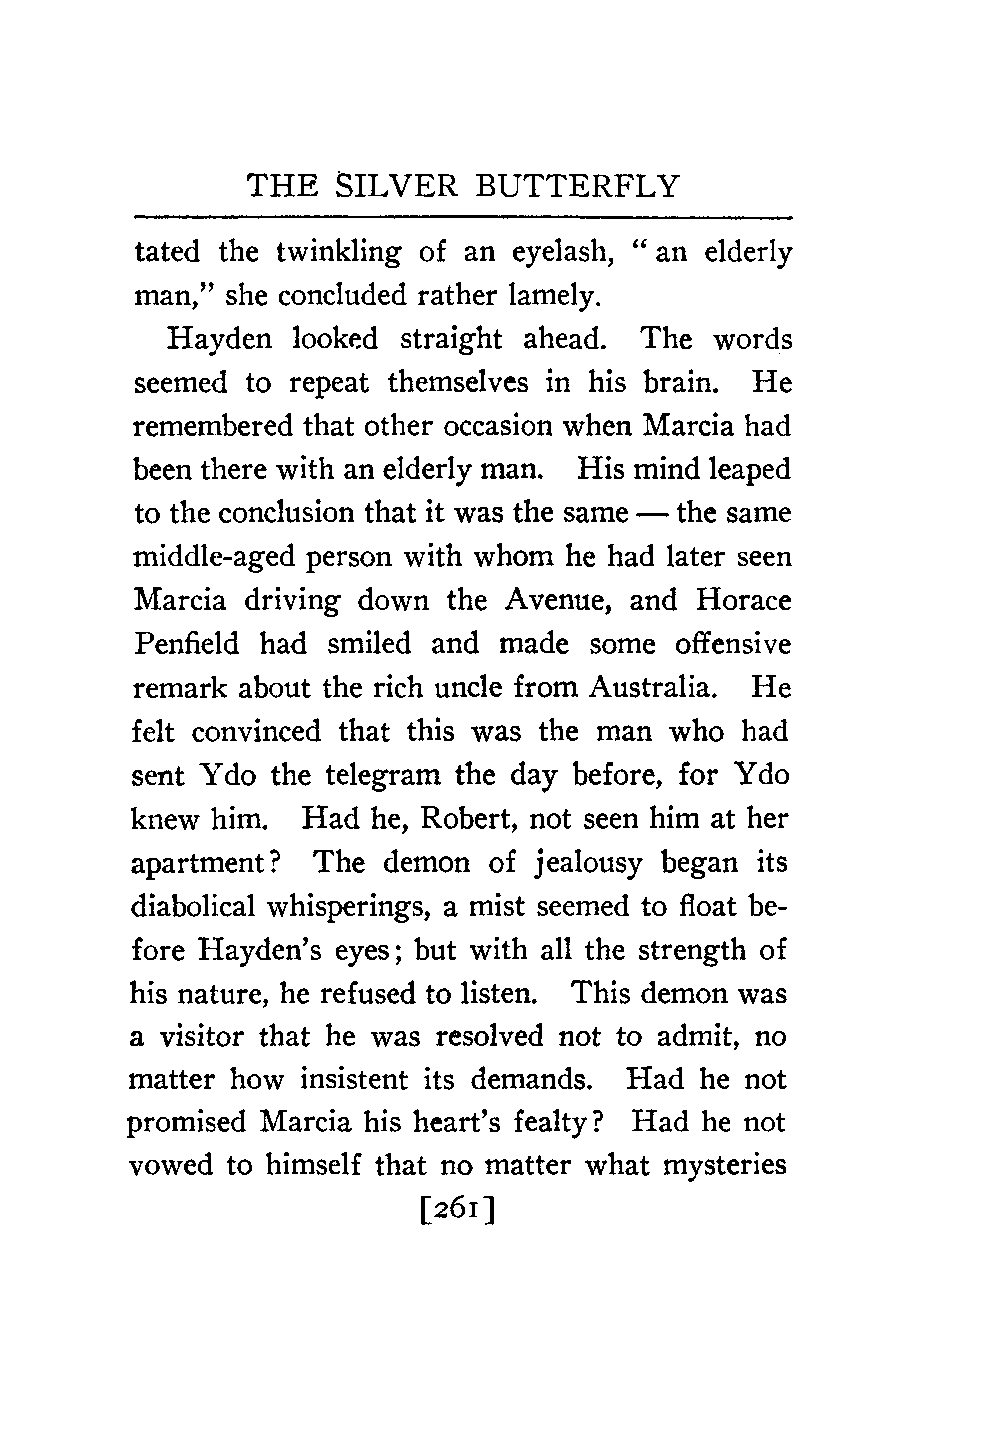 THE SILVER BUTTERFLY
tated the twinkling of an eyelash, “ an elderly
man,” she concluded rather lamely.
Hayden looked straight ahead. The words
seemed to repeat themselves in his brain. He
remembered that other occasion when Marcia had
been there with an elderly man. His mind leaped
to the conclusion that it was the same — the same
middle-aged person with whom he had later seen
Marcia driving down the Avenue, and Horace
Penfield had smiled and made some offensive
remark about the rich uncle from Australia. He
felt convinced that this was the man who had
sent Ydo the telegram the day before, for Ydo
knew him. Had he, Robert, not seen him at her
apartment? The demon of jealousy began its
diabolical whisperings, a mist seemed to float be-
fore Hayden’s eyes; but with all the strength of
his nature, he refused to listen. This demon was
a visitor that he was resolved not to admit, no
matter how insistent its demands. Had he not
promised Marcia his heart’s fealty? Had he not
vowed to himself that no matter what mysteries
[261]